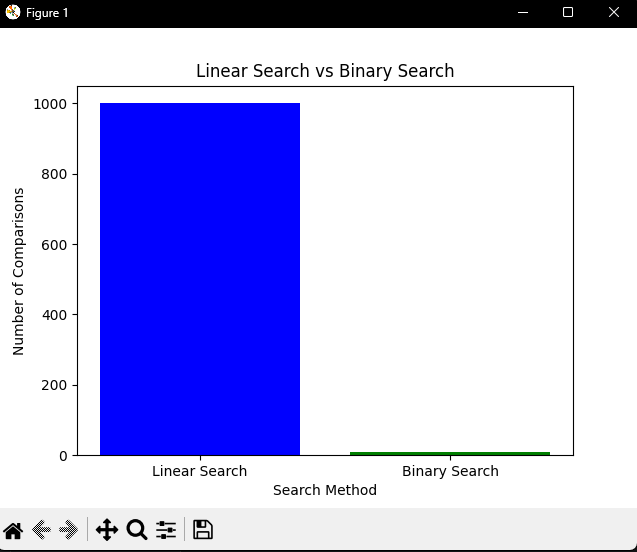 Figure 1
Linear Search vs Binary Search
1000
800
600
400
200
0
Number of Comparisons
Linear Search
Binary Search
Search Method